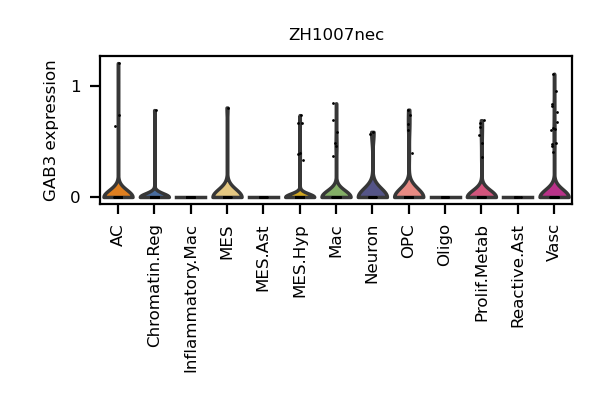 ZH1007nec
GAB3 expression
1
0
AC
Chromatin.Reg
Inflammatory.Mac
MES
MES.Ast
MES.Hyp
Mac
Neuron
OPC
Oligo
Prolif.Metab
Reactive.Ast
Vasc